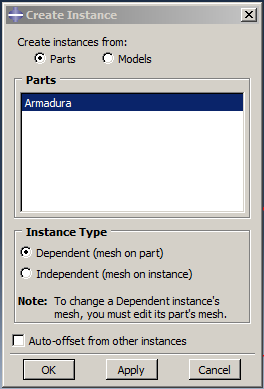 Create Instance
Create instances from:
Parts Models
Parts
Armadura
Instance Type
Dependent (mesh on part)
Independent (mesh on instance)
Note: To change a Dependent instance's
mesh, you must edit its part's mesh.
Auto-offset from other instances
OK Apply Cancel